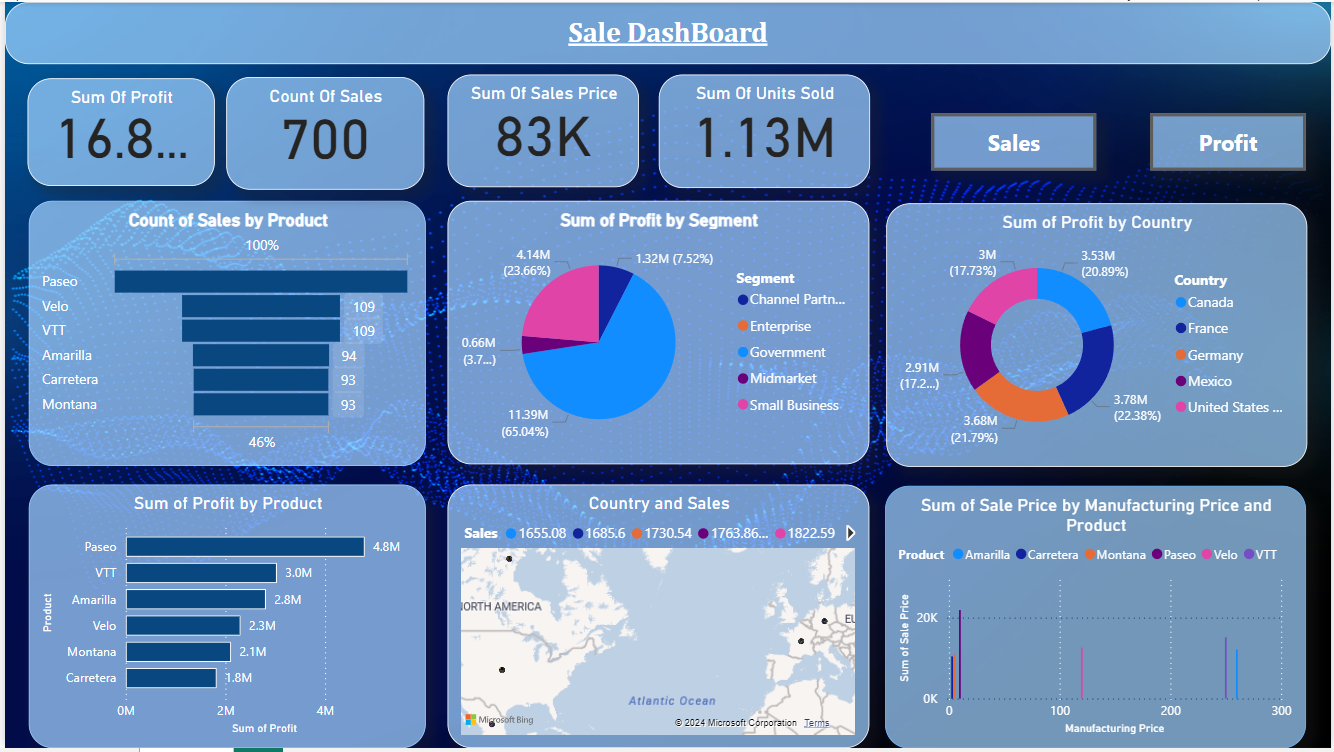 Sale DashBoard
Sum Of Profit
16.8...
Count Of Sales
700
Sum Of Sales Price
83K
Sum Of Units Sold
1.13M
Sales
Profit
Count of Sales by Product
100%
Paseo
Velo 109
VTT 109
Amarilla 94
Carretera 93
Montana 93
46%
Sum of Profit by Segment
4.14M
(23.66%)
1.32M (7.52%)
0.66M
(3.7...)
11.39M
(65.04%)
Segment
Channel Partn...
Enterprise
Government
Midmarket
Small Business
Sum of Profit by Country
3M
(17.73%)
3.53M
(20.89%)
2.91M
(17.2...)
3.78M
(22.38%)
3.68M
(21.79%)
Country
Canada
France
Germany
Mexico
United States ...
Sum of Profit by Product
Product
Paseo 4.8M
VTT 3.0M
Amarilla 2.8M
Velo 2.3M
Montana 2.1M
Carretera 1.8M
0M 2M 4M
Sum of Profit
Country and Sales
Sales 1655.08 1685.6 1730.54 1763.86... 1822.59
ORTH AMERICA
EU
Atlantic Ocean
Microsoft Bing
© 2024 Microsoft Corporation Terms
Sum of Sale Price by Manufacturing Price and
Product
Product Amarilla Carretera Montana Paseo Velo VTT
Sum of Sale Price
20K
0K
0 100 200 300
Manufacturing Price